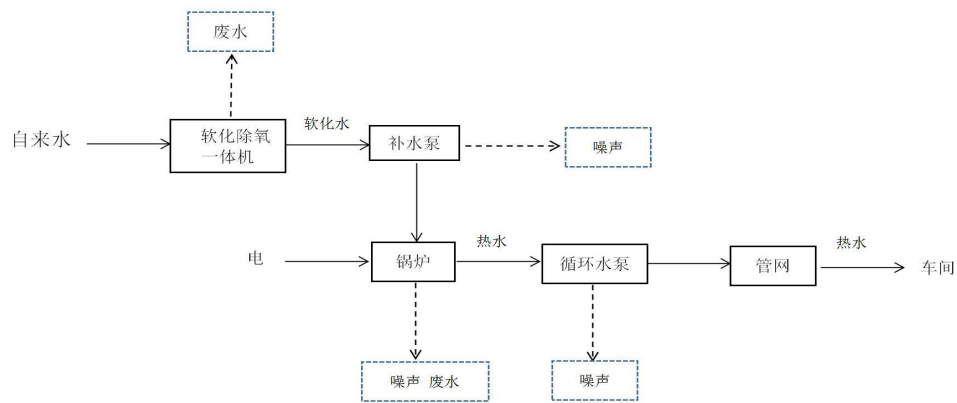 废水
自来水
软化除氧
一体机
软化水
补水泵
噪声
电
锅炉
热水
循环水泵
管网
热水
车间
噪声 废水
噪声